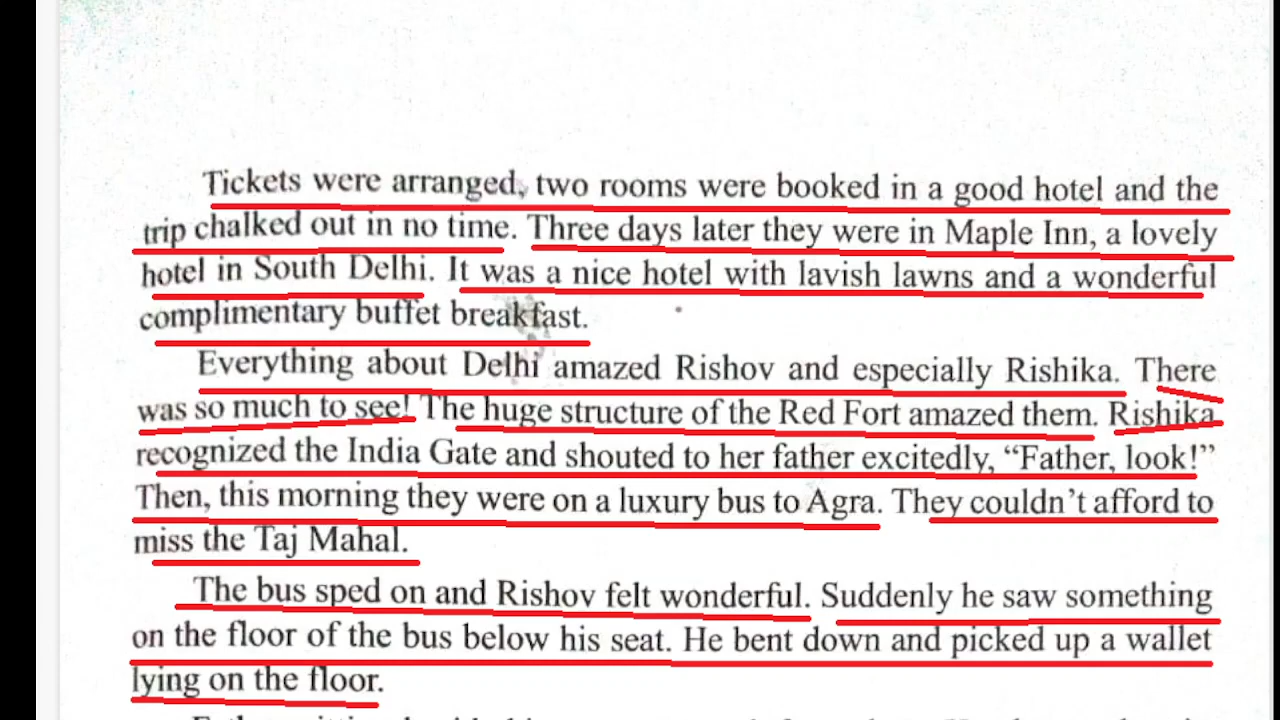 Tickets were arranged, two rooms were booked in a good hotel and the
trip chalked out in no time. Three days later they were in Maple Inn, a lovely
hotel in South Delhi. It was a nice hotel with lavish lawns and a wonderful
complimentary buffet breakfast.
Everything about Delhi amazed Rishov and especially Rishika. There
was so much to see! The huge structure of the Red Fort amazed them. Rishika
recognized the India Gate and shouted to her father excitedly, “Father, look!”
Then, this morning they were on a luxury bus to Agra. They couldn’t afford to
miss the Taj Mahal.
The bus sped on and Rishov felt wonderful. Suddenly he saw something
on the floor of the bus below his seat. He bent down and picked up a wallet
lying on the floor.